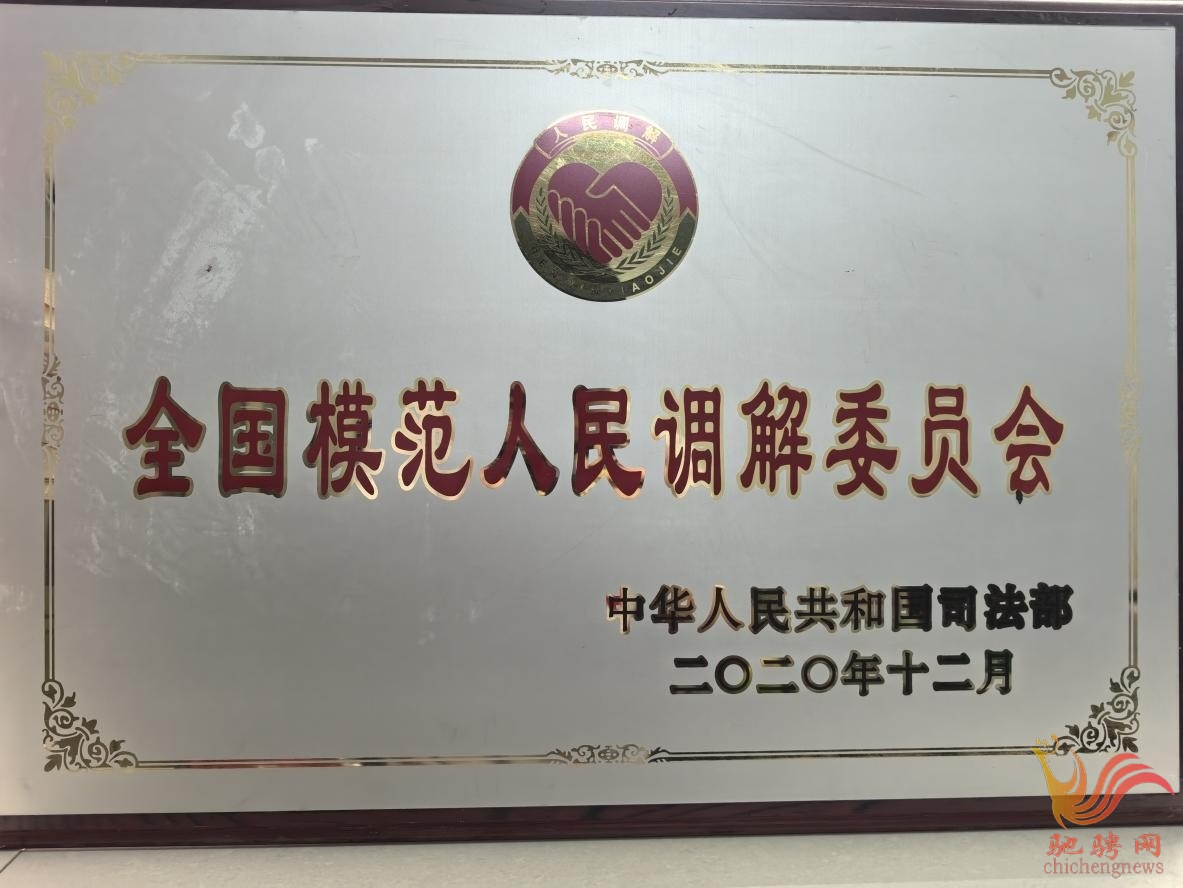 人民调解
全国模范人民调解委员会
中华人民共和国司法部
二〇二〇年十二月
驰骋网
chichengnews